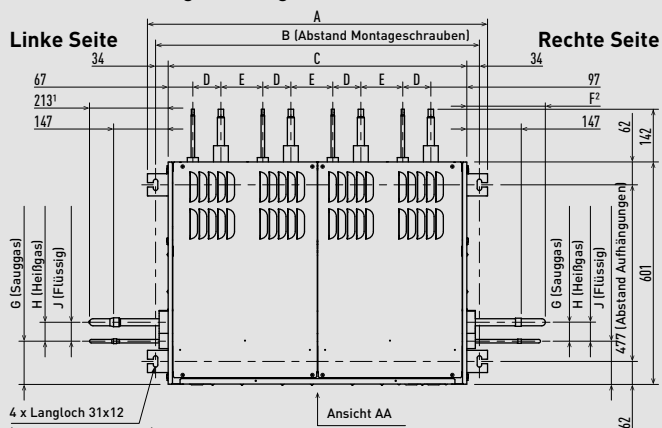 A
Linke Seite
B (Abstand Montageschrauben)
Rechte Seite
34
C
34
67
D
E
D
E
D
E
D
97
213¹
F²
147
147
62
142
G (Sauggas)
H (Heißgas)
J (Flüssig)
G (Sauggas)
H (Heißgas)
J (Flüssig)
477 (Abstand Aufhängungen)
601
4 x Langloch 31x12
Ansicht AA
62